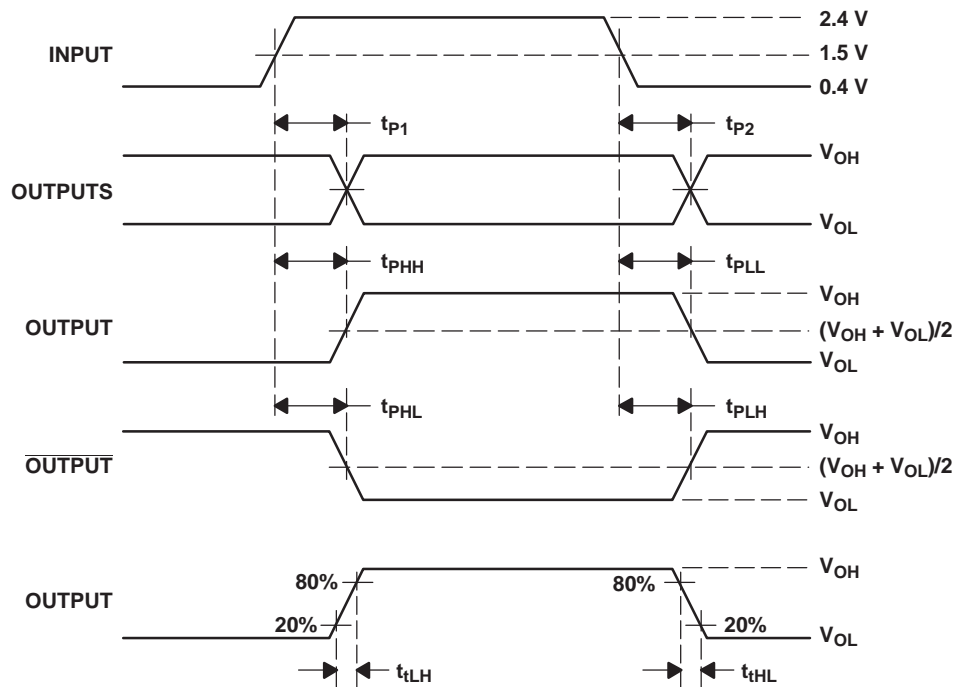 2.4 V
INPUT
1.5 V
0.4 V
tP1
tP2
VOH
OUTPUTS
VOL
tPHH
tPLL
VOH
OUTPUT
(VOH + VOL)/2
VOL
tPHL
tPLH
VOH
OUTPUT
(VOH + VOL)/2
VOL
VOH
80%
80%
OUTPUT
20%
20%
VOL
ttLH
ttHL